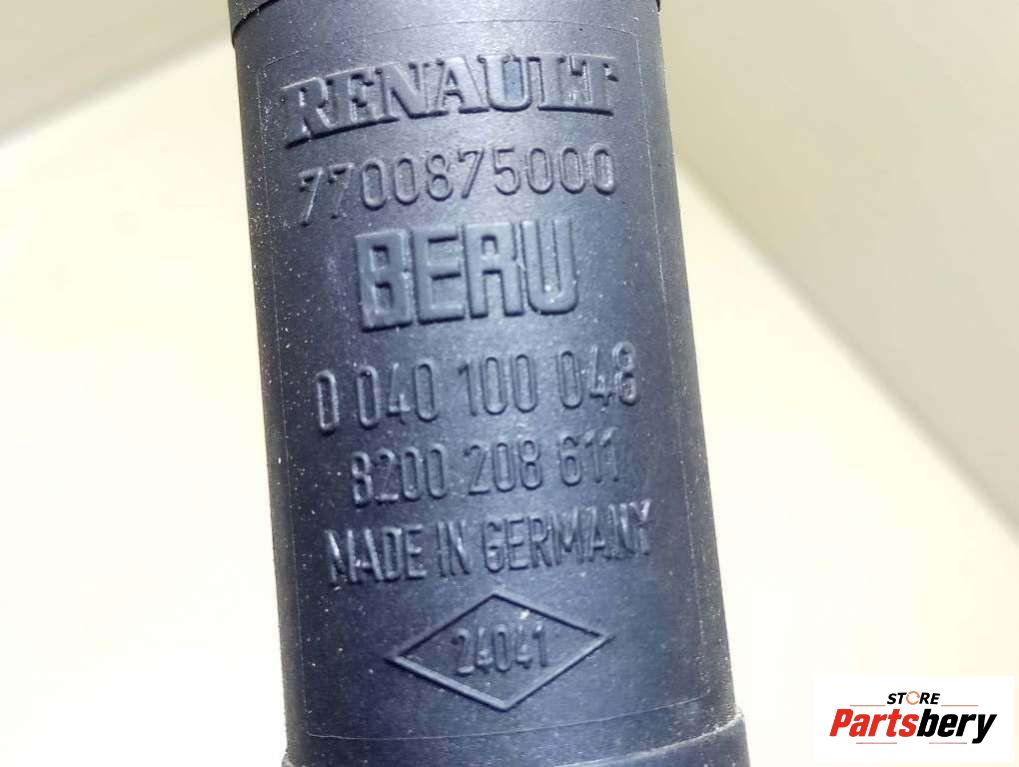 RENAULT
7700875000
BERU
0 040 100 048
8200 208 611
MADE IN GERMANY
24041
STORE
Partsbery